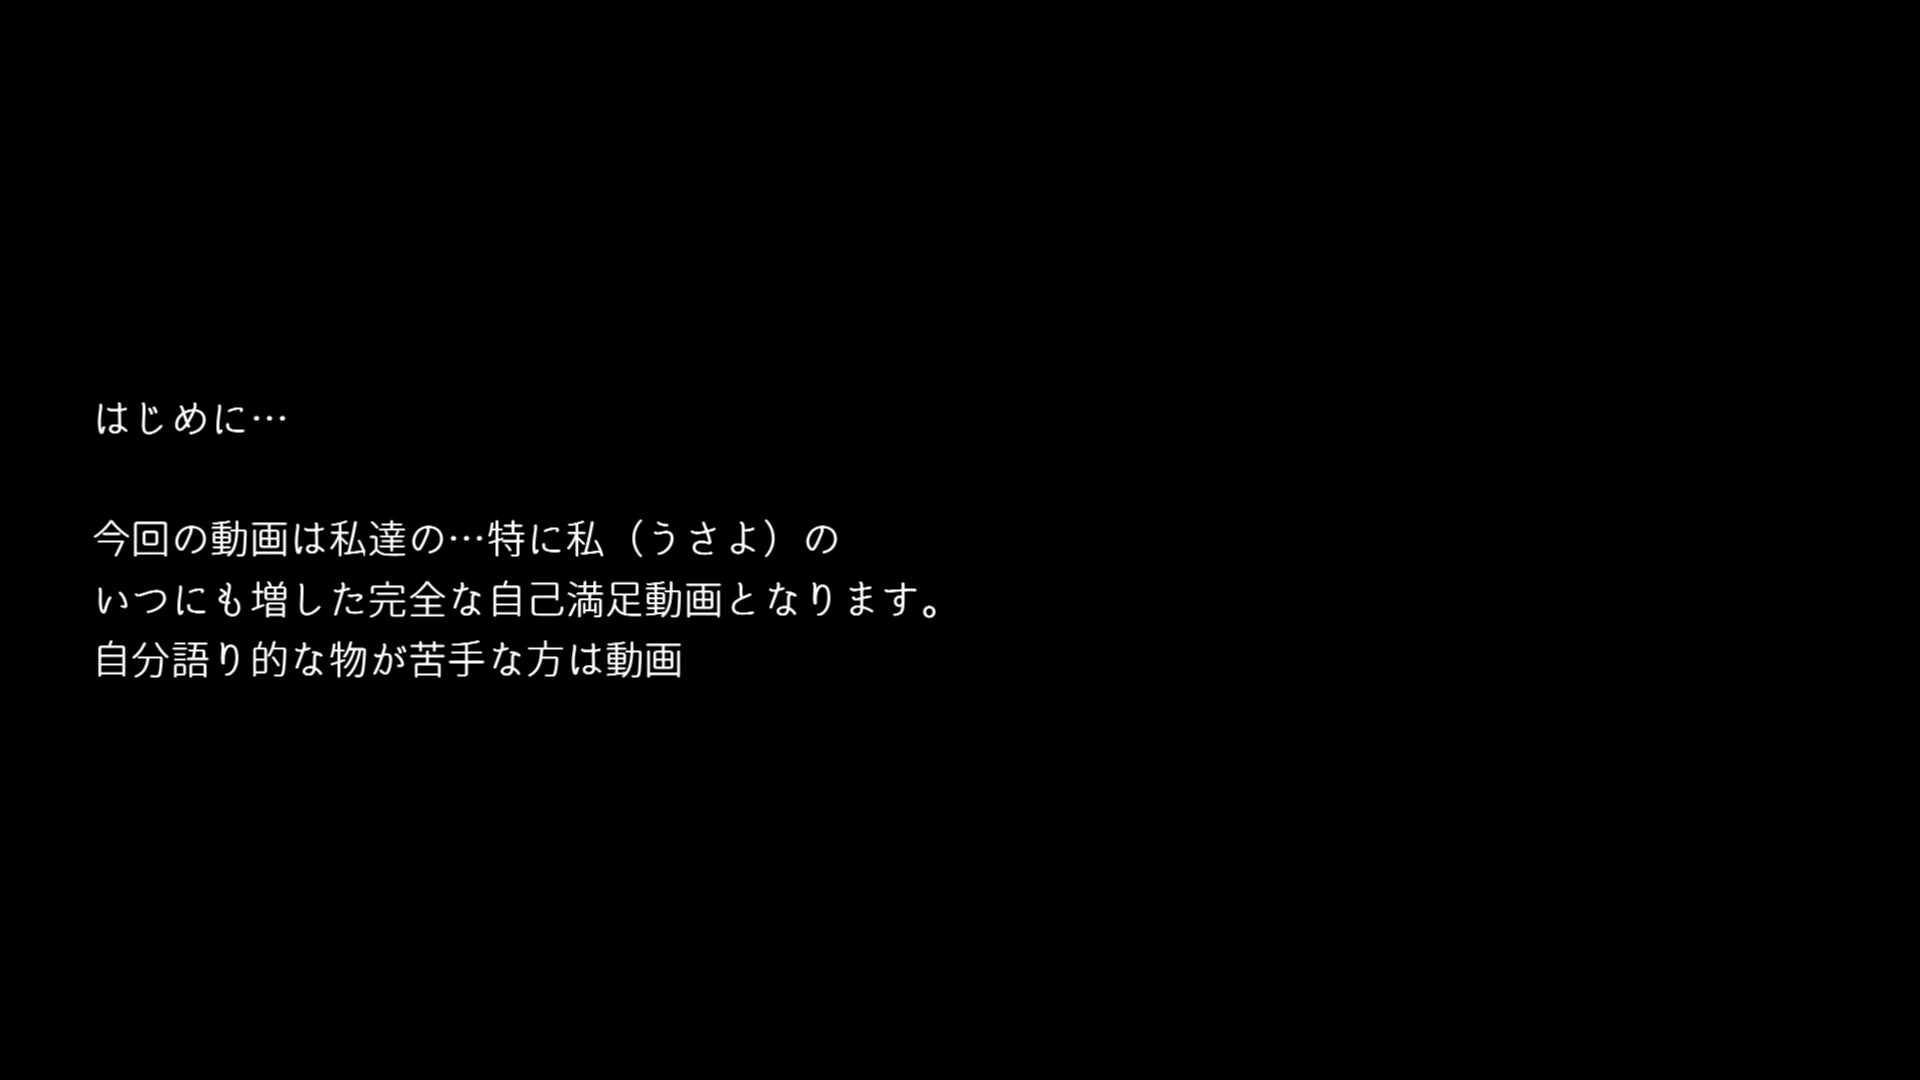 はじめに…
今回の動画は私達の…特に私（うさよ）の
いつにも増した完全な自己満足動画となります。
自分語り的な物が苦手な方は動画